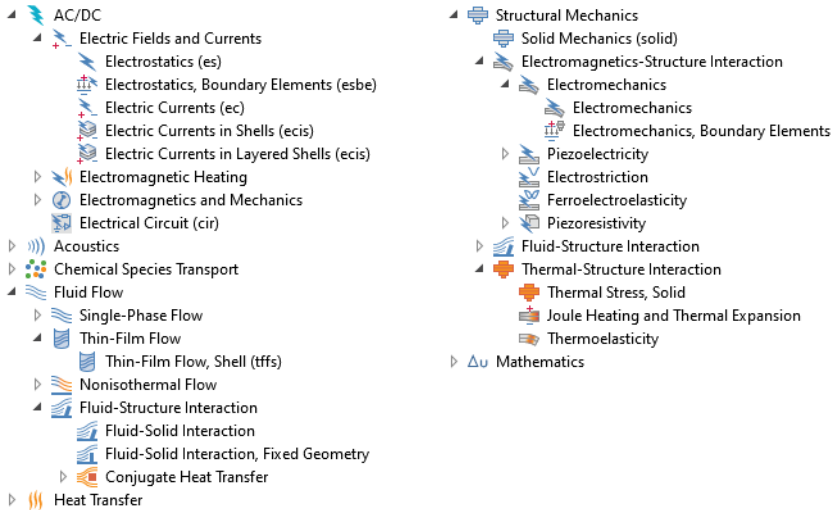 AC/DC
Electric Fields and Currents
Electrostatics (es)
Electrostatics, Boundary Elements (esbe)
Electric Currents (ec)
Electric Currents in Shells (ecis)
Electric Currents in Layered Shells (ecis)
Electromagnetic Heating
Electromagnetics and Mechanics
Electrical Circuit (cir)
Acoustics
Chemical Species Transport
Fluid Flow
Single-Phase Flow
Thin-Film Flow
Thin-Film Flow, Shell (tffs)
Nonisothermal Flow
Fluid-Structure Interaction
Fluid-Solid Interaction
Fluid-Solid Interaction, Fixed Geometry
Conjugate Heat Transfer
Heat Transfer
Structural Mechanics
Solid Mechanics (solid)
Electromagnetics-Structure Interaction
Electromechanics
Electromechanics
Electromechanics, Boundary Elements
Piezoelectricity
Electrostriction
Ferroelectroelasticity
Piezoresistivity
Fluid-Structure Interaction
Thermal-Structure Interaction
Thermal Stress, Solid
Joule Heating and Thermal Expansion
Thermoelasticity
Δu Mathematics